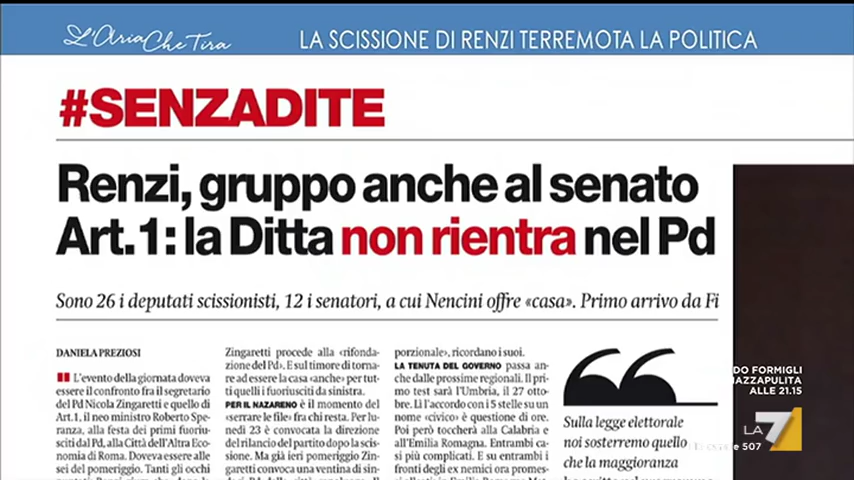 L'Aria Che Tira
LA SCISSIONE DI RENZI TERREMOTA LA POLITICA
#SENZADITE
Renzi, gruppo anche al senato
Art.1: la Ditta non rientra nel Pd
Sono 26 i deputati scissionisti, 12 i senatori, a cui Nencini offre «casa». Primo arrivo da Fi
DANIELA PREZIOSI
L'evento della giornata doveva
essere il confronto fra il segretario
del Pd Nicola Zingaretti e quello di
Art.1, il neo ministro Roberto Spe-
ranza, alla festa dei primi fuoriu-
sciti dal Pd, alla Città dell'Altra Eco-
nomia di Roma. Doveva essere alle
sei del pomeriggio. Tanti gli occhi
Zingaretti procede alla «rifonda-
zione del Pd». E sul timore di torna-
re ad essere la casa «anche» per tut-
ti quelli i fuoriusciti da sinistra.
PER IL NAZARENO è il momento del
«serrare le file» fra chi resta. Per lu-
nedì 23 è convocata la direzione
del rilancio del partito dopo la scis-
sione. Ma già ieri pomeriggio Zin-
garetti convoca una ventina di sin-
porzionale», ricordano i suoi.
LA TENUTA DEL GOVERNO passa an-
che dalle prossime regionali. Il pri-
mo test sarà l'Umbria, il 27 otto-
bre. Lì l'accordo con i 5 stelle su un
nome «civico» è questione di ore.
Poi però toccherà alla Calabria e
all'Emilia Romagna. Entrambi ca-
si più complicati. E su entrambi i
fronti degli ex nemici ora promes-
Sulla legge elettorale
noi sosterremo quello
che la maggioranza
DO FORMIGLI
IAZZAPULITA
ALLE 21.15
LA 7
507